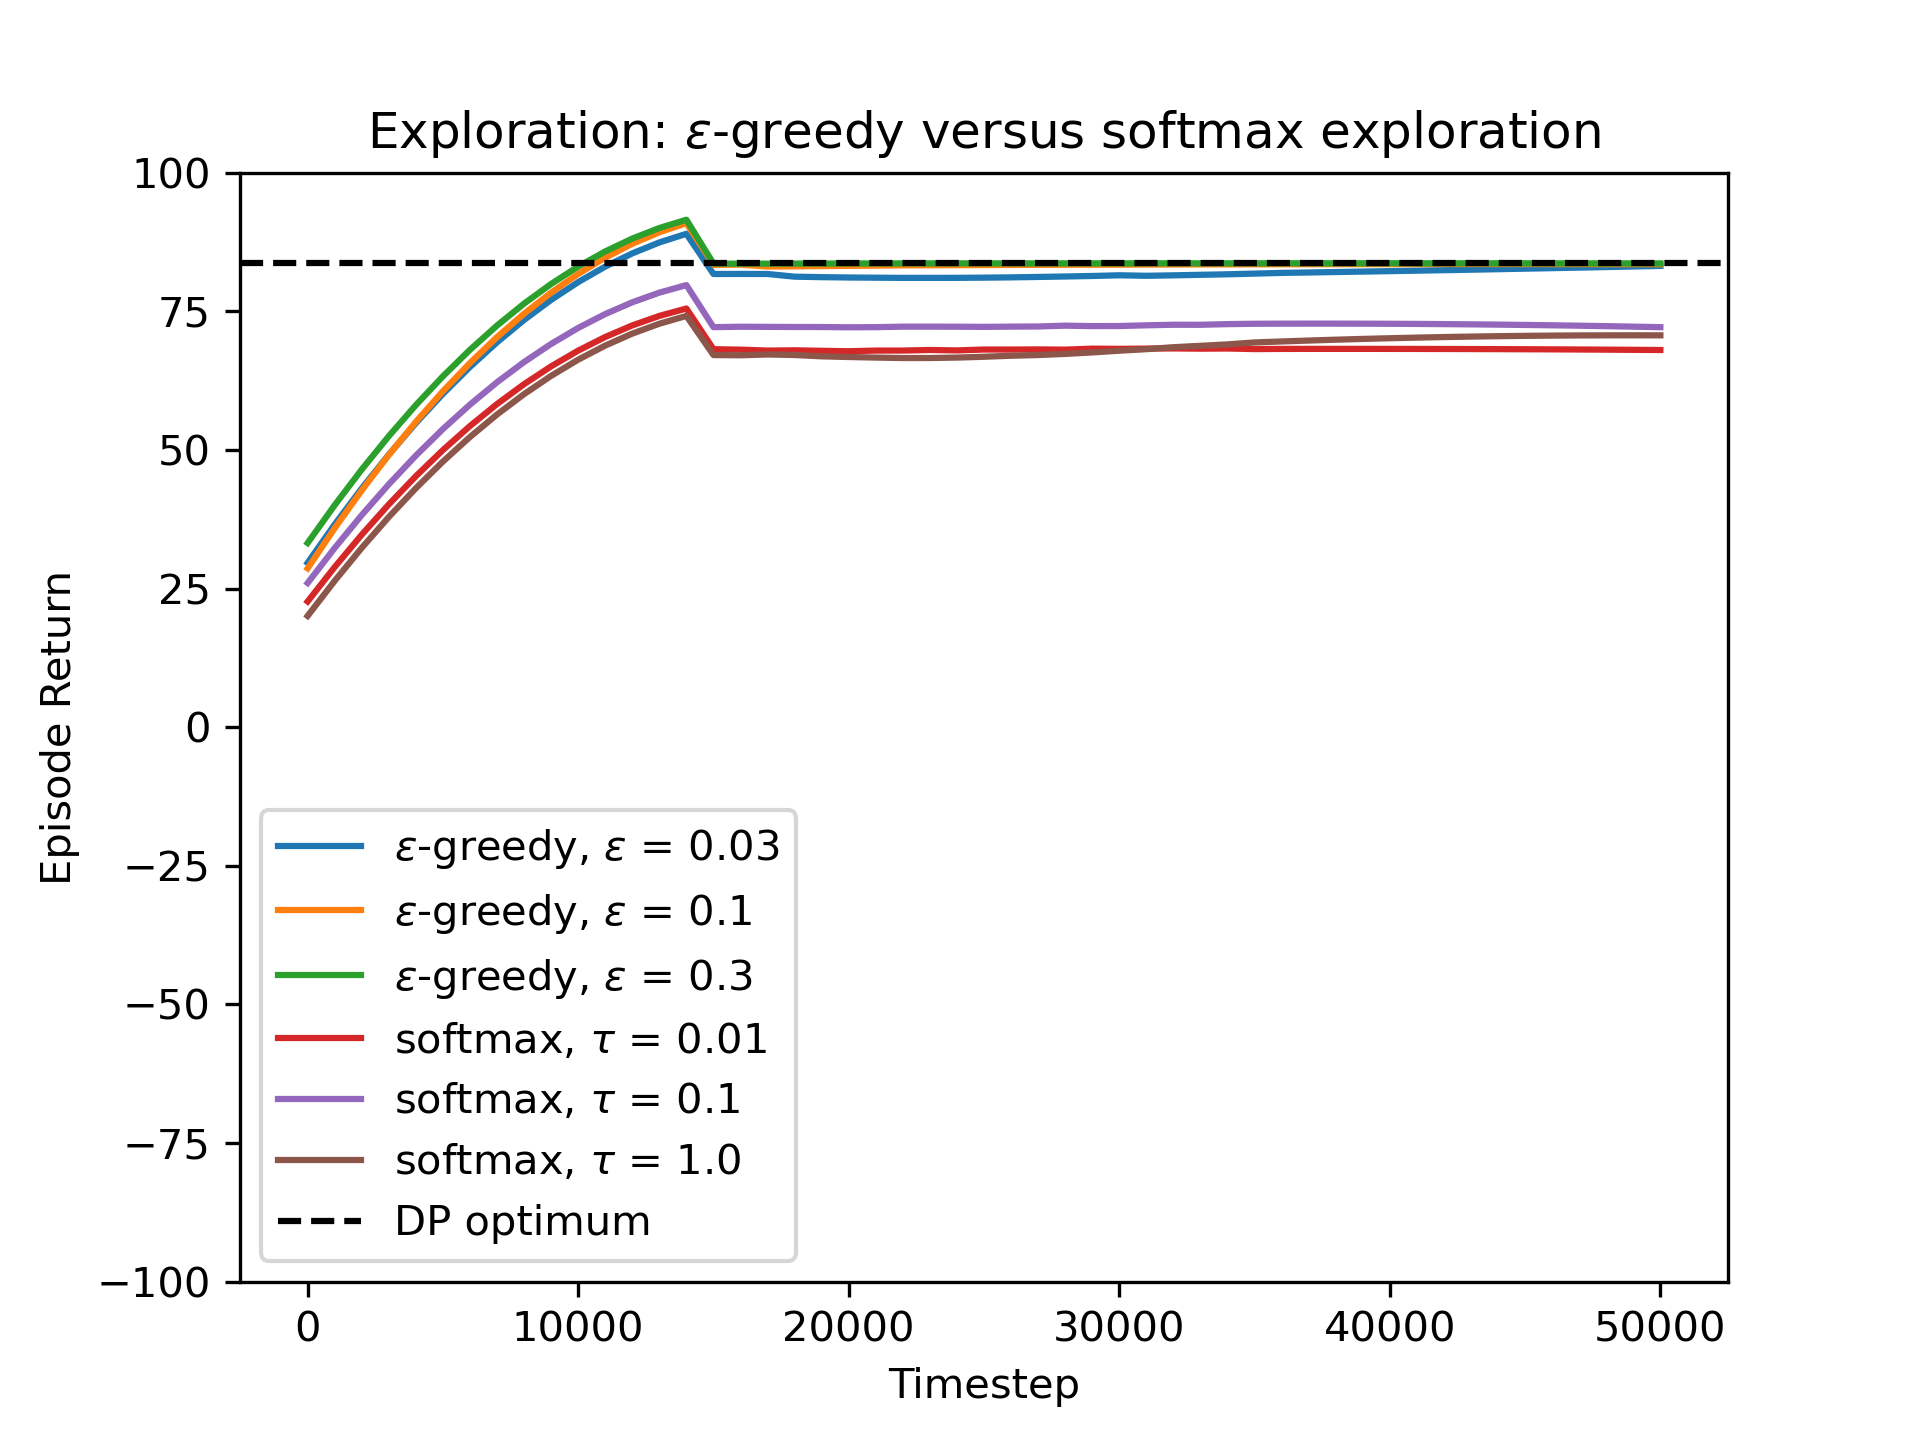 Exploration: ε-greedy versus softmax exploration
100
75
50
25
0
−25
−50
−75
−100
Episode Return
ε-greedy, ε = 0.03
ε-greedy, ε = 0.1
ε-greedy, ε = 0.3
softmax, τ = 0.01
softmax, τ = 0.1
softmax, τ = 1.0
DP optimum
0 10000 20000 30000 40000 50000
Timestep